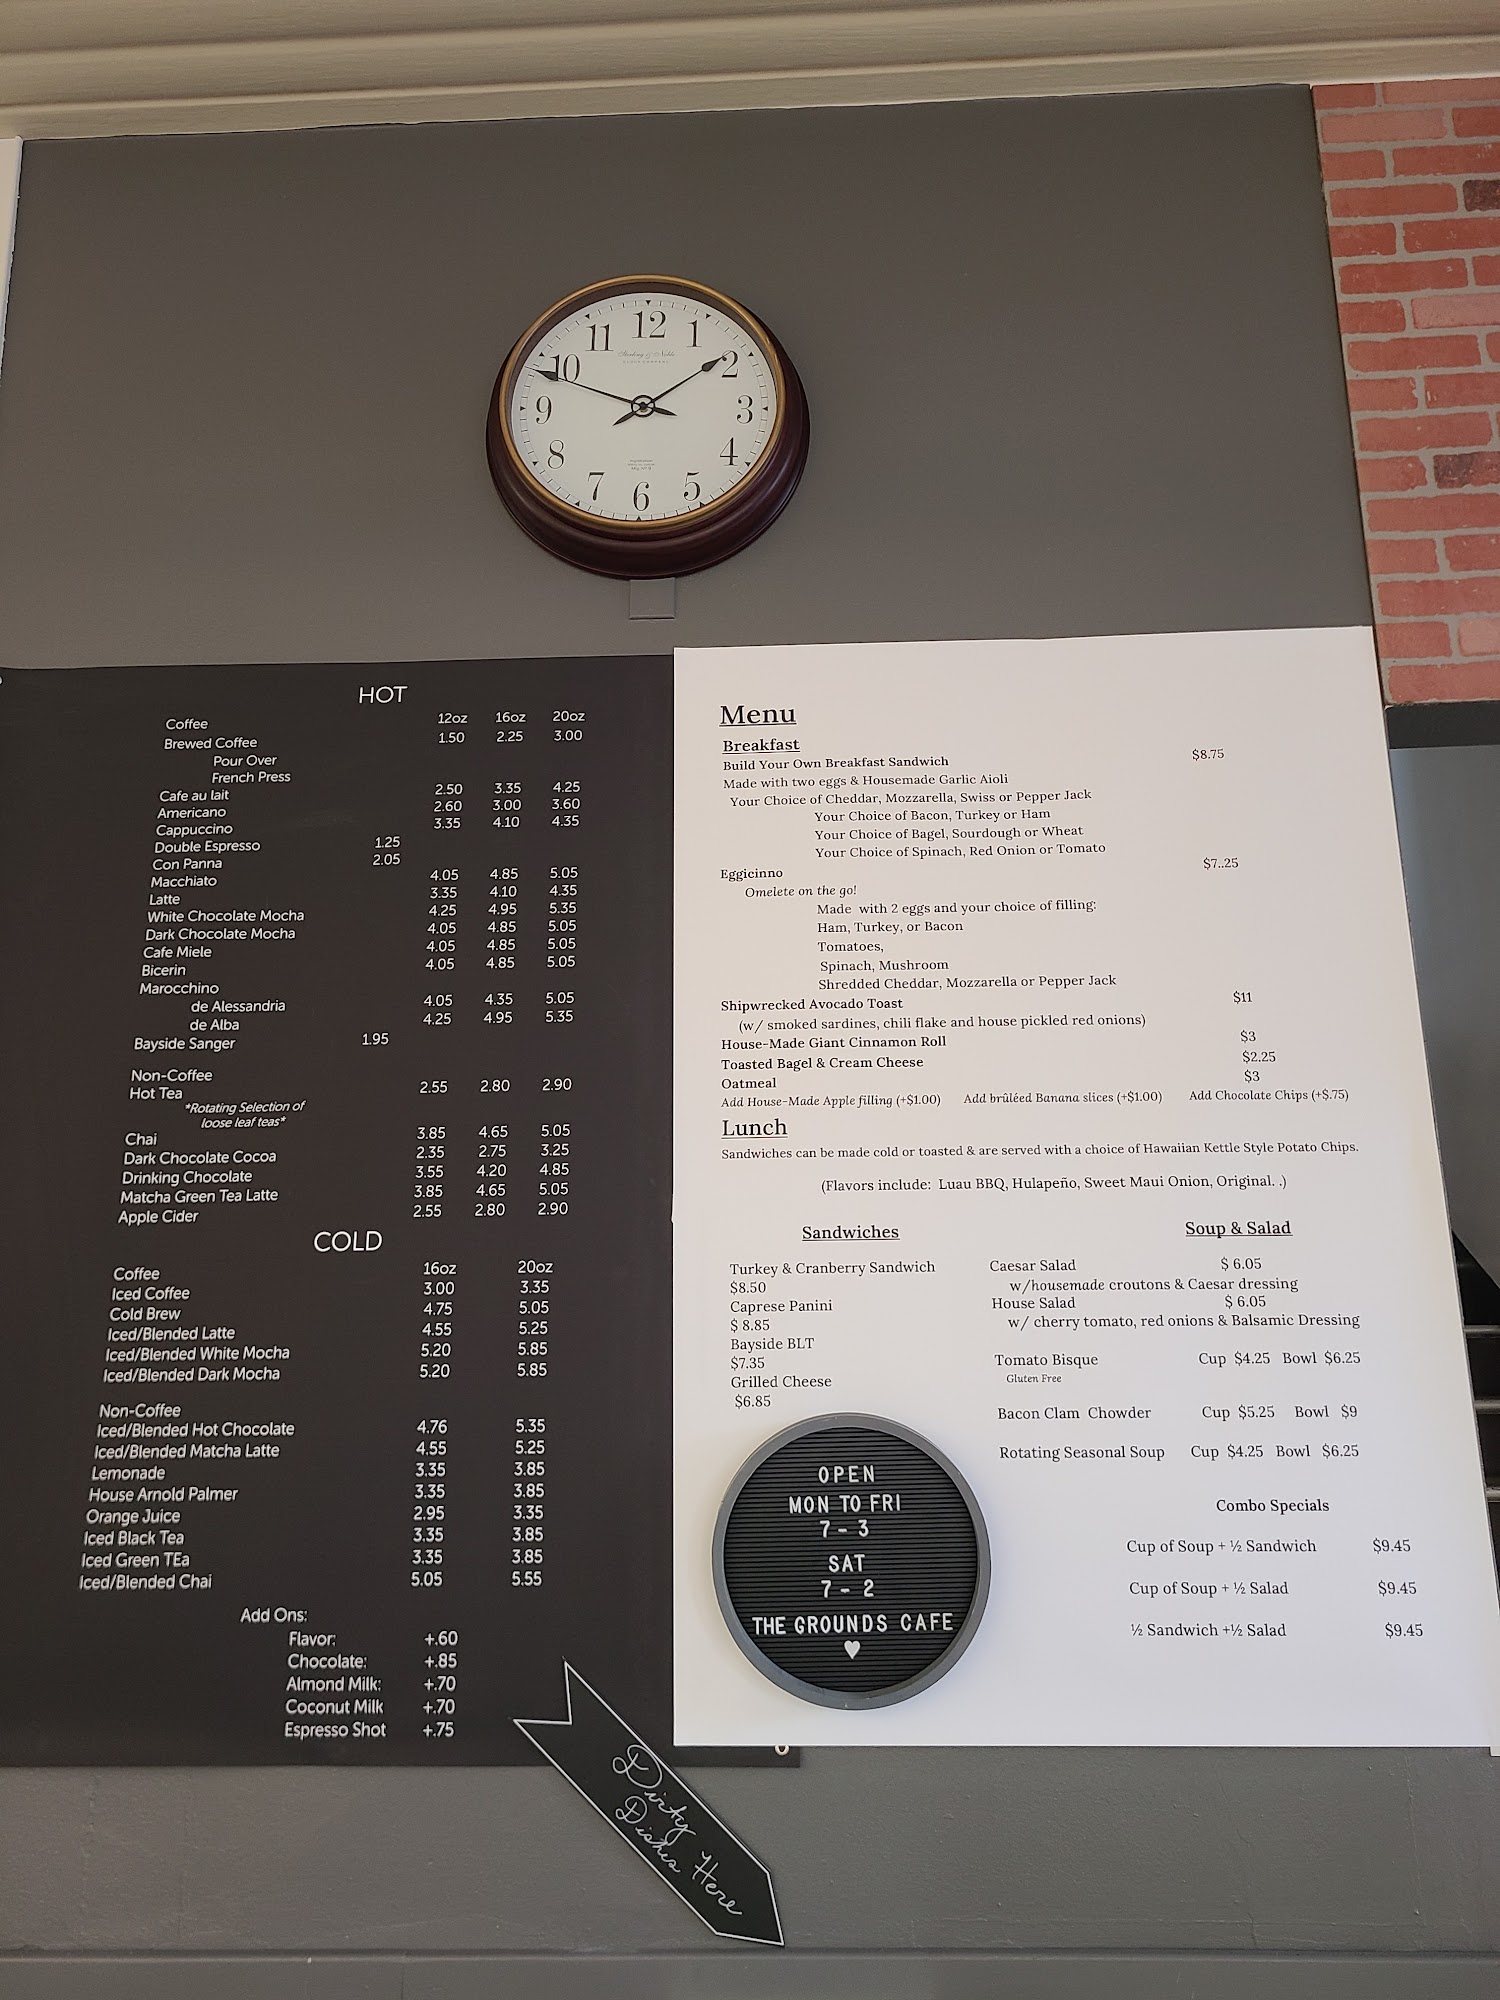 12
1
2
3
4
5
6
7
8
9
10
11
Sterling & Noble
HOT
Coffee 12oz 16oz 20oz
Brewed Coffee 1.50 2.25 3.00
Pour Over
French Press
Cafe au lait 2.50 3.35 4.25
Americano 2.60 3.00 3.60
Cappuccino 3.35 4.10 4.35
Double Espresso 1.25
Con Panna 2.05
Macchiato 4.05 4.85 5.05
Latte 3.35 4.10 4.35
White Chocolate Mocha 4.25 4.95 5.35
Dark Chocolate Mocha 4.05 4.85 5.05
Cafe Miele 4.05 4.85 5.05
Bicerin 4.05 4.85 5.05
Marocchino
de Alessandria 4.05 4.35 5.05
de Alba 4.25 4.95 5.35
Bayside Sanger 1.95
Non-Coffee
Hot Tea 2.55 2.80 2.90
*Rotating Selection of
loose leaf teas*
Chai 3.85 4.65 5.05
Dark Chocolate Cocoa 2.35 2.75 3.25
Drinking Chocolate 3.55 4.20 4.85
Matcha Green Tea Latte 3.85 4.65 5.05
Apple Cider 2.55 2.80 2.90
COLD
Coffee 16oz 20oz
Iced Coffee 3.00 3.35
Cold Brew 4.75 5.05
Iced/Blended Latte 4.55 5.25
Iced/Blended White Mocha 5.20 5.85
Iced/Blended Dark Mocha 5.20 5.85
Non-Coffee
Iced/Blended Hot Chocolate 4.76 5.35
Iced/Blended Matcha Latte 4.55 5.25
Lemonade 3.35 3.85
House Arnold Palmer 3.35 3.85
Orange Juice 2.95 3.35
Iced Black Tea 3.35 3.85
Iced Green TEa 3.35 3.85
Iced/Blended Chai 5.05 5.55
Add Ons:
Flavor: +.60
Chocolate: +.85
Almond Milk: +.70
Coconut Milk +.70
Espresso Shot +.75
Menu
Breakfast
Build Your Own Breakfast Sandwich $8.75
Made with two eggs & Housemade Garlic Aioli
Your Choice of Cheddar, Mozzarella, Swiss or Pepper Jack
Your Choice of Bacon, Turkey or Ham
Your Choice of Bagel, Sourdough or Wheat
Your Choice of Spinach, Red Onion or Tomato
Eggicinno $7..25
Omelete on the go!
Made with 2 eggs and your choice of filling:
Ham, Turkey, or Bacon
Tomatoes,
Spinach, Mushroom
Shredded Cheddar, Mozzarella or Pepper Jack
Shipwrecked Avocado Toast $11
(w/ smoked sardines, chili flake and house pickled red onions)
House-Made Giant Cinnamon Roll $3
Toasted Bagel & Cream Cheese $2.25
Oatmeal $3
Add House-Made Apple filling (+$1.00) Add brûléed Banana slices (+$1.00) Add Chocolate Chips (+$.75)
Lunch
Sandwiches can be made cold or toasted & are served with a choice of Hawaiian Kettle Style Potato Chips.
(Flavors include: Luau BBQ, Hulapeño, Sweet Maui Onion, Original. .)
Sandwiches
Turkey & Cranberry Sandwich
$8.50
Caprese Panini
$ 8.85
Bayside BLT
$7.35
Grilled Cheese
$6.85
Soup & Salad
Caesar Salad $ 6.05
w/housemade croutons & Caesar dressing
House Salad $ 6.05
w/ cherry tomato, red onions & Balsamic Dressing
Tomato Bisque Cup $4.25 Bowl $6.25
Gluten Free
Bacon Clam Chowder Cup $5.25 Bowl $9
Rotating Seasonal Soup Cup $4.25 Bowl $6.25
Combo Specials
Cup of Soup + ½ Sandwich $9.45
Cup of Soup + ½ Salad $9.45
½ Sandwich +½ Salad $9.45
OPEN
MON TO FRI
7 - 3
SAT
7 - 2
THE GROUNDS CAFE
Dirty
Dishes Here